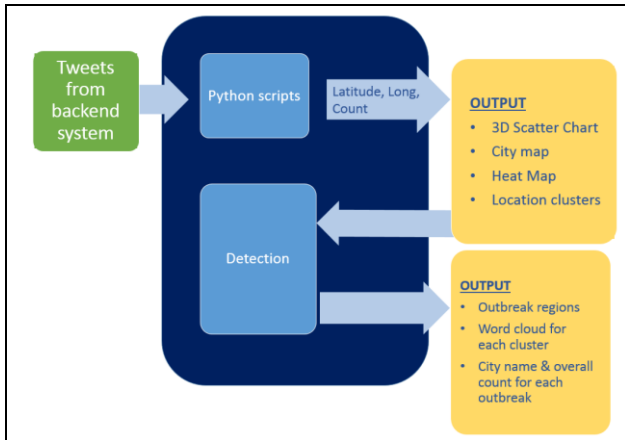 Tweets
from
backend
system
Python scripts
Latitude, Long,
Count
OUTPUT
• 3D Scatter Chart
• City map
• Heat Map
• Location clusters
Detection
OUTPUT
• Outbreak regions
• Word cloud for
each cluster
• City name & overall
count for each
outbreak